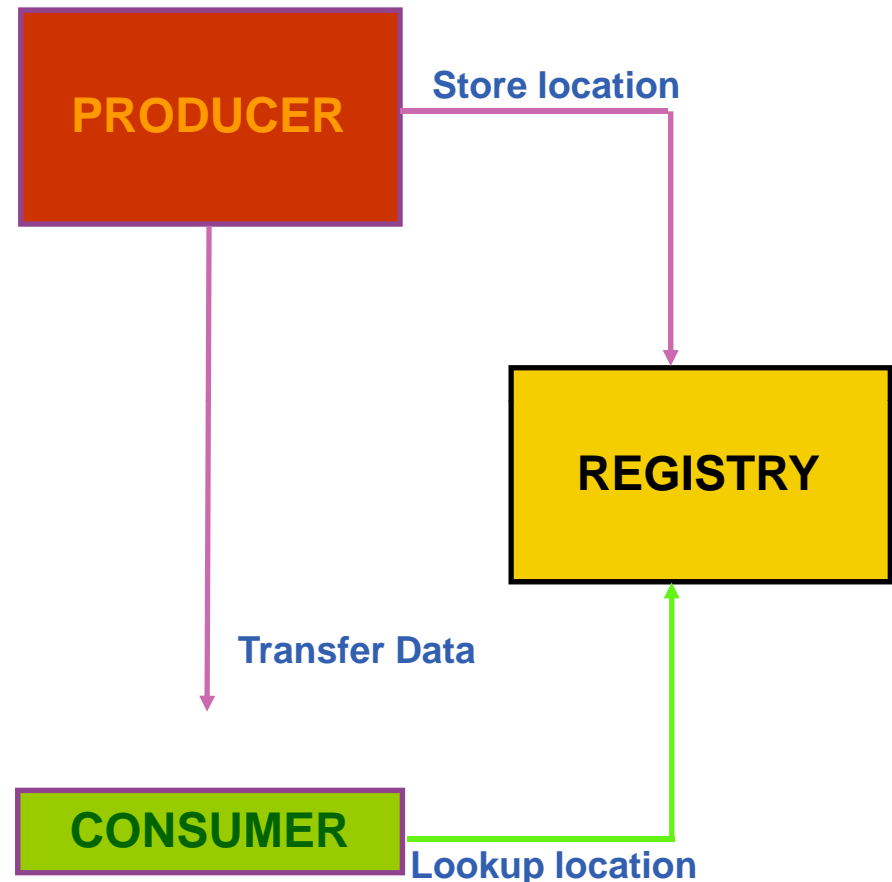 PRODUCER
Store location
REGISTRY
Transfer Data
CONSUMER
Lookup location